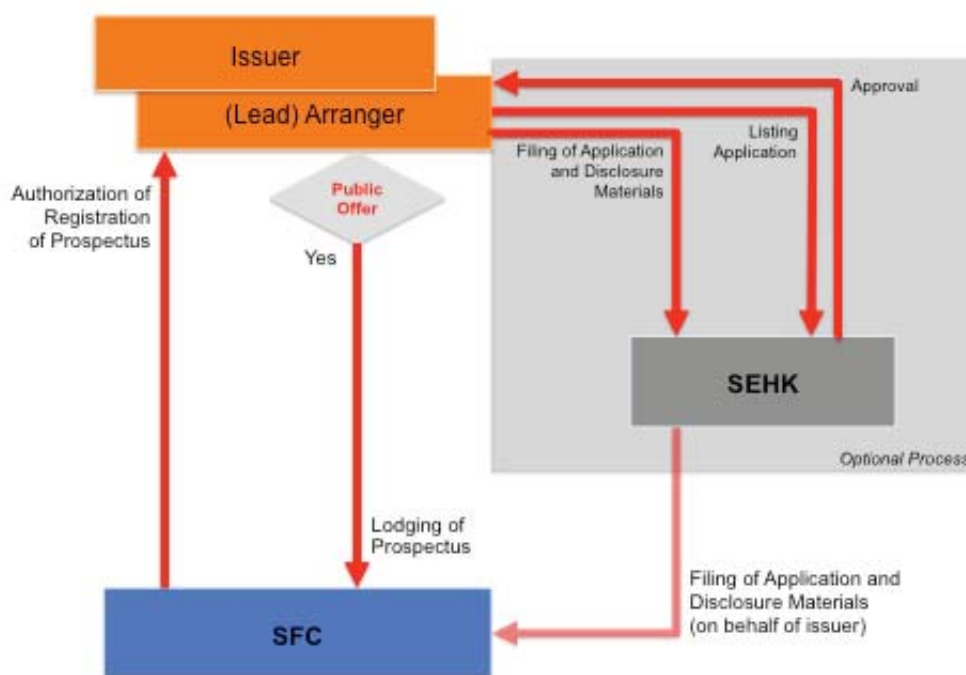 Issuer
(Lead) Arranger
Approval
Listing
Application
Filing of Application
and Disclosure
Materials
Public
Offer
Authorization of
Registration
of Prospectus
Yes
SEHK
Optional Process
Lodging of
Prospectus
Filing of Application and
Disclosure Materials
(on behalf of issuer)
SFC